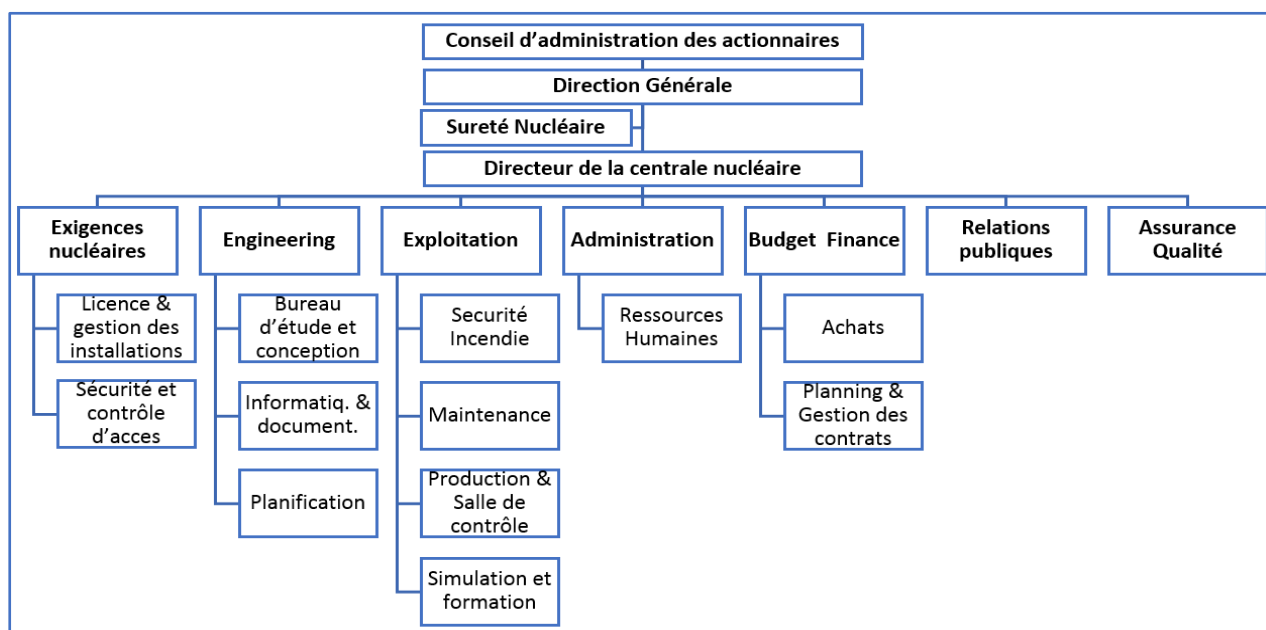 Conseil d’administration des actionnaires
Direction Générale
Sureté Nucléaire
Directeur de la centrale nucléaire
Exigences
nucléaires
Engineering
Exploitation
Administration
Budget Finance
Relations
publiques
Assurance
Qualité
Licence &
gestion des
installations
Sécurité et
contrôle
d’acces
Bureau
d’étude et
conception
Informatiq. &
document.
Planification
Securité
Incendie
Maintenance
Production &
Salle de
contrôle
Simulation et
formation
Ressources
Humaines
Achats
Planning &
Gestion des
contrats